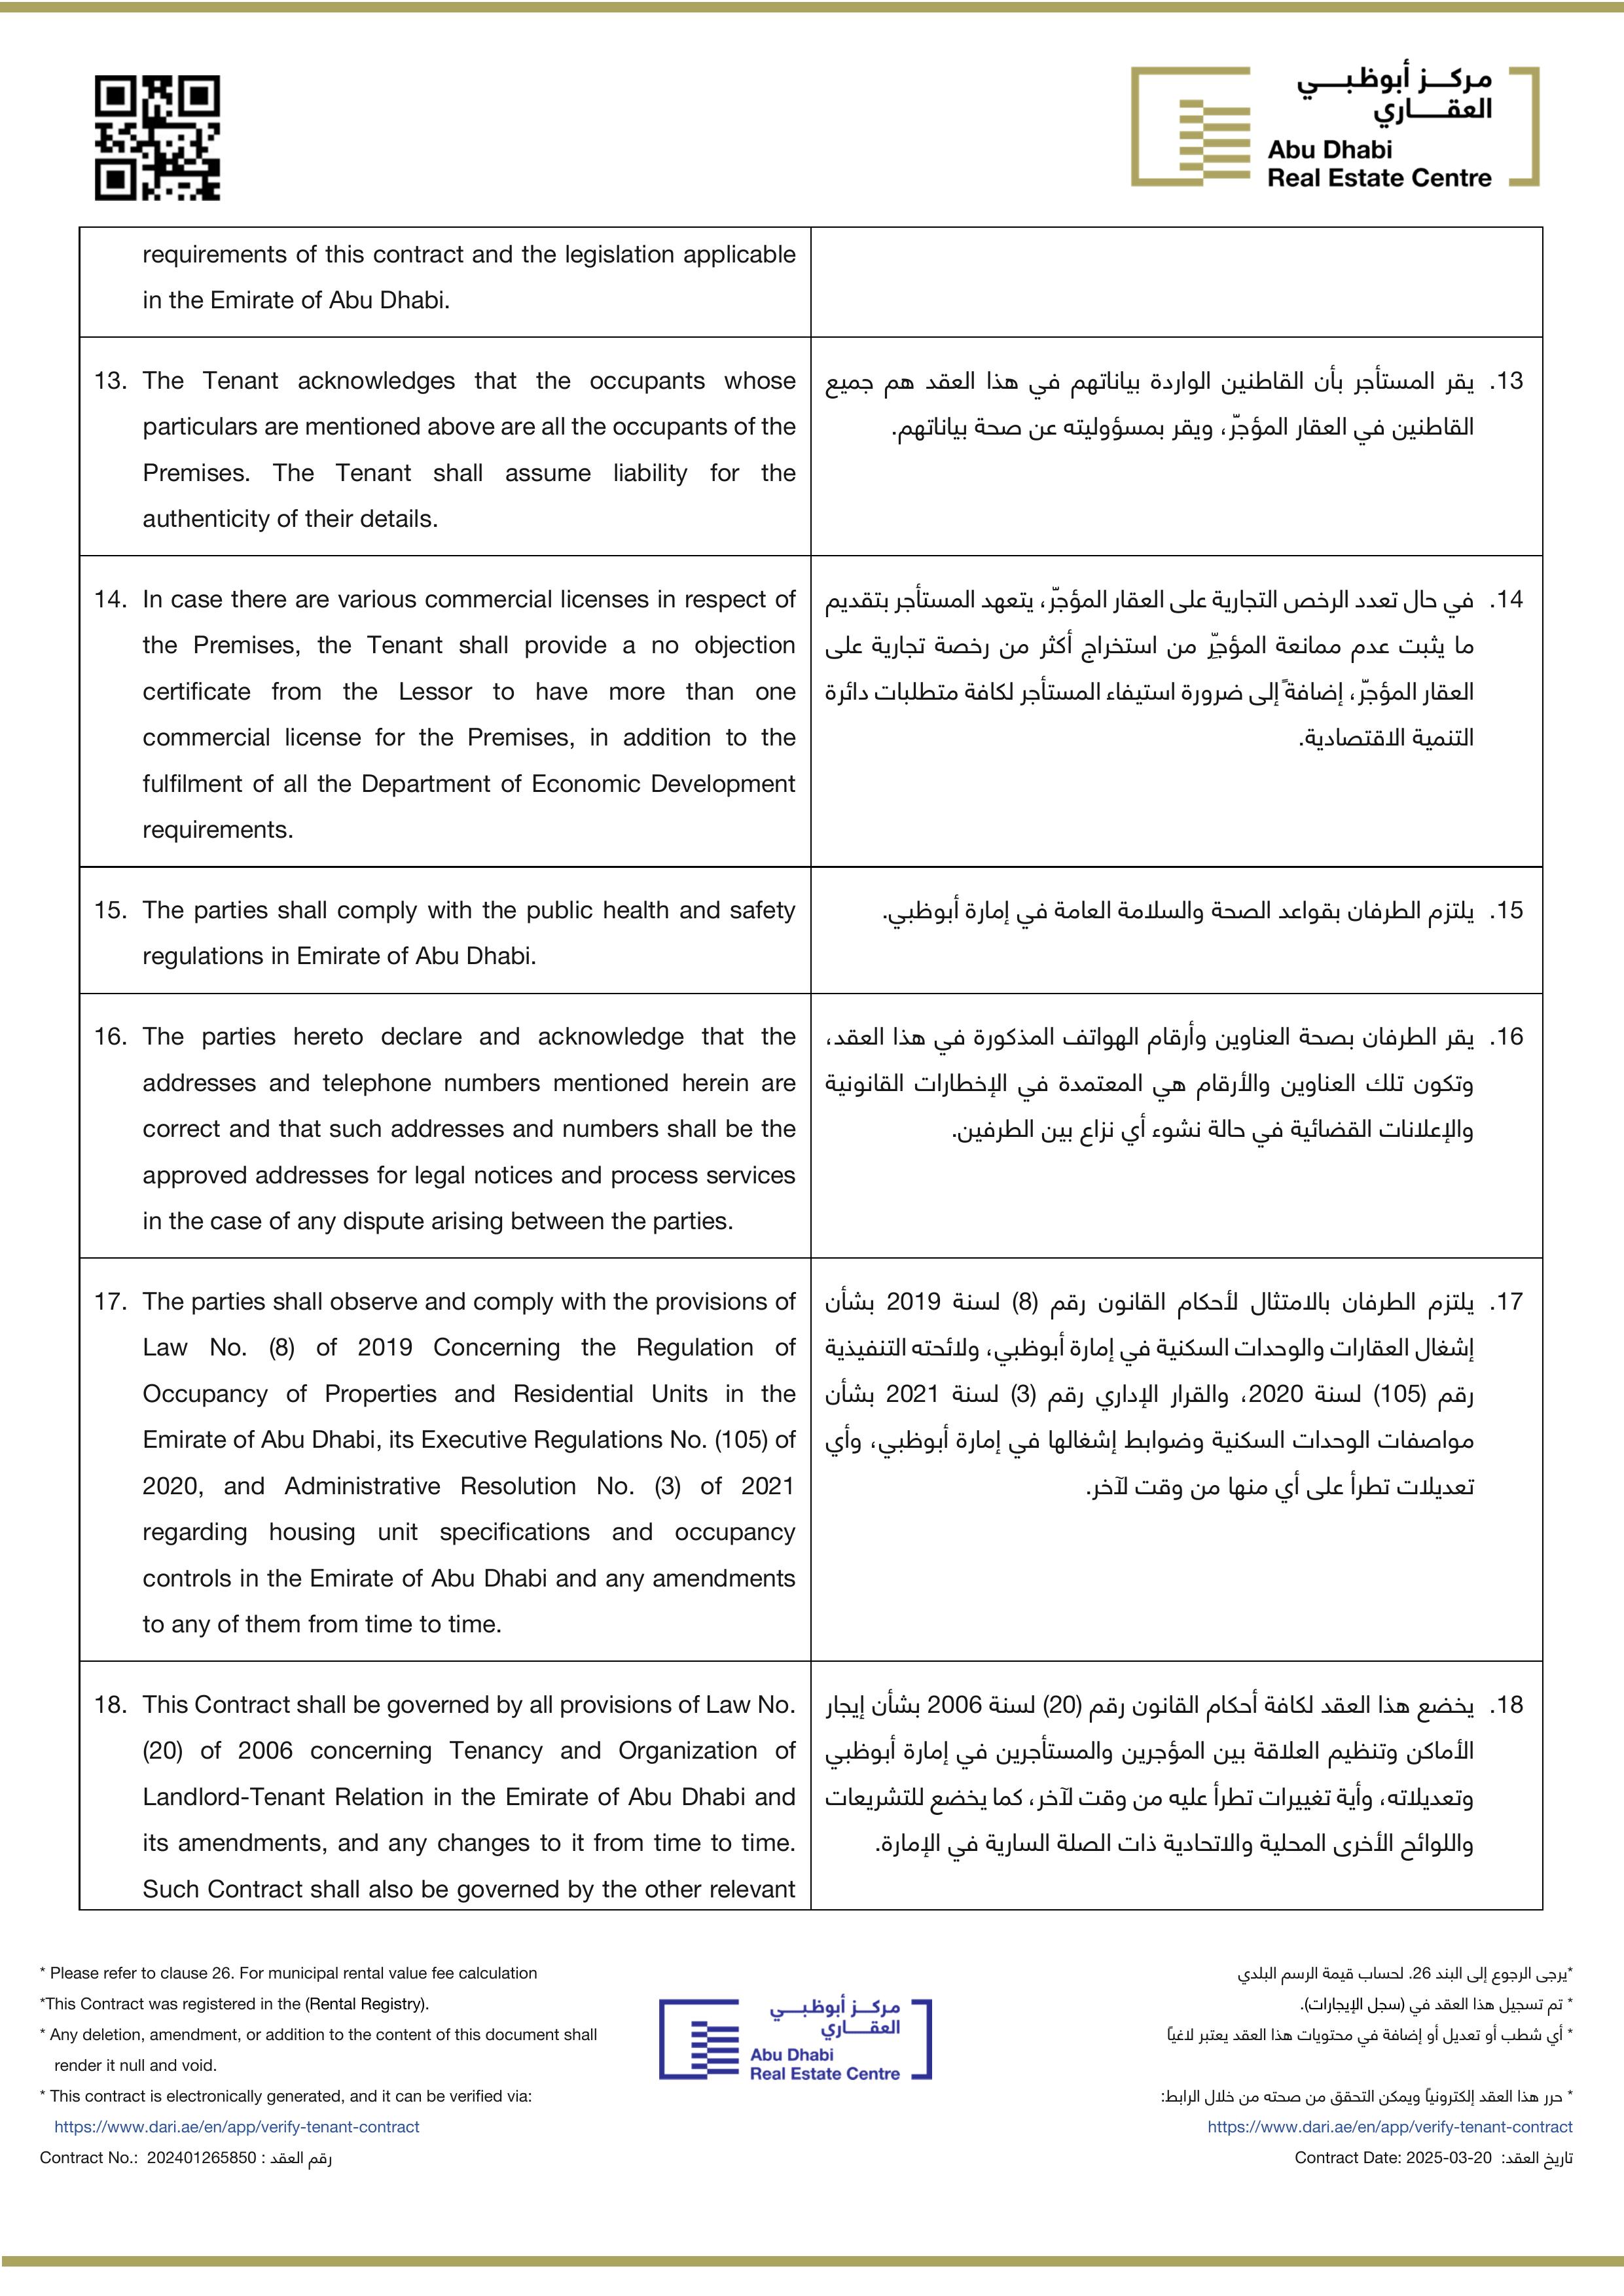 مركـــز أبوظبـــي
العقـــــاري
Abu Dhabi
Real Estate Centre
requirements of this contract and the legislation applicable
in the Emirate of Abu Dhabi.
13. The Tenant acknowledges that the occupants whose
particulars are mentioned above are all the occupants of the
Premises. The Tenant shall assume liability for the
authenticity of their details.
13. يقر المستأجر بأن القاطنين الواردة بياناتهم في هذا العقد هم جميع
القاطنين في العقار المؤجّر، ويقر بمسؤوليته عن صحة بياناتهم.
14. In case there are various commercial licenses in respect of
the Premises, the Tenant shall provide a no objection
certificate from the Lessor to have more than one
commercial license for the Premises, in addition to the
fulfilment of all the Department of Economic Development
requirements.
14. في حال تعدد الرخص التجارية على العقار المؤجّر، يتعهد المستأجر بتقديم
ما يثبت عدم ممانعة المؤجِّر من استخراج أكثر من رخصة تجارية على
العقار المؤجّر، إضافةً إلى ضرورة استيفاء المستأجر لكافة متطلبات دائرة
التنمية الاقتصادية.
15. The parties shall comply with the public health and safety
regulations in Emirate of Abu Dhabi.
15. يلتزم الطرفان بقواعد الصحة والسلامة العامة في إمارة أبوظبي.
16. The parties hereto declare and acknowledge that the
addresses and telephone numbers mentioned herein are
correct and that such addresses and numbers shall be the
approved addresses for legal notices and process services
in the case of any dispute arising between the parties.
16. يقر الطرفان بصحة العناوين وأرقام الهواتف المذكورة في هذا العقد،
وتكون تلك العناوين والأرقام هي المعتمدة في الإخطارات القانونية
والإعلانات القضائية في حالة نشوء أي نزاع بين الطرفين.
17. The parties shall observe and comply with the provisions of
Law No. (8) of 2019 Concerning the Regulation of
Occupancy of Properties and Residential Units in the
Emirate of Abu Dhabi, its Executive Regulations No. (105) of
2020, and Administrative Resolution No. (3) of 2021
regarding housing unit specifications and occupancy
controls in the Emirate of Abu Dhabi and any amendments
to any of them from time to time.
17. يلتزم الطرفان بالامتثال لأحكام القانون رقم (8) لسنة 2019 بشأن
إشغال العقارات والوحدات السكنية في إمارة أبوظبي، ولائحته التنفيذية
رقم (105) لسنة 2020، والقرار الإداري رقم (3) لسنة 2021 بشأن
مواصفات الوحدات السكنية وضوابط إشغالها في إمارة أبوظبي، وأي
تعديلات تطرأ على أي منها من وقت لآخر.
18. This Contract shall be governed by all provisions of Law No.
(20) of 2006 concerning Tenancy and Organization of
Landlord-Tenant Relation in the Emirate of Abu Dhabi and
its amendments, and any changes to it from time to time.
Such Contract shall also be governed by the other relevant
18. يخضع هذا العقد لكافة أحكام القانون رقم (20) لسنة 2006 بشأن إيجار
الأماكن وتنظيم العلاقة بين المؤجرين والمستأجرين في إمارة أبوظبي
وتعديلاته، وأية تغييرات تطرأ عليه من وقت لآخر، كما يخضع للتشريعات
واللوائح الأخرى المحلية والاتحادية ذات الصلة السارية في الإمارة.
* Please refer to clause 26. For municipal rental value fee calculation
*This Contract was registered in the (Rental Registry).
* Any deletion, amendment, or addition to the content of this document shall
render it null and void.
* This contract is electronically generated, and it can be verified via:
https://www.dari.ae/en/app/verify-tenant-contract
Contract No.: 202401265850 : رقم العقد
مركـــز أبوظبـــي
العقـــــاري
Abu Dhabi
Real Estate Centre
*يرجى الرجوع إلى البند 26. لحساب قيمة الرسم البلدي
* تم تسجيل هذا العقد في (سجل الإيجارات).
* أي شطب أو تعديل أو إضافة في محتويات هذا العقد يعتبر لاغياً
* حرر هذا العقد إلكترونياً ويمكن التحقق من صحته من خلال الرابط:
https://www.dari.ae/en/app/verify-tenant-contract
Contract Date: 2025-03-20 تاريخ العقد: